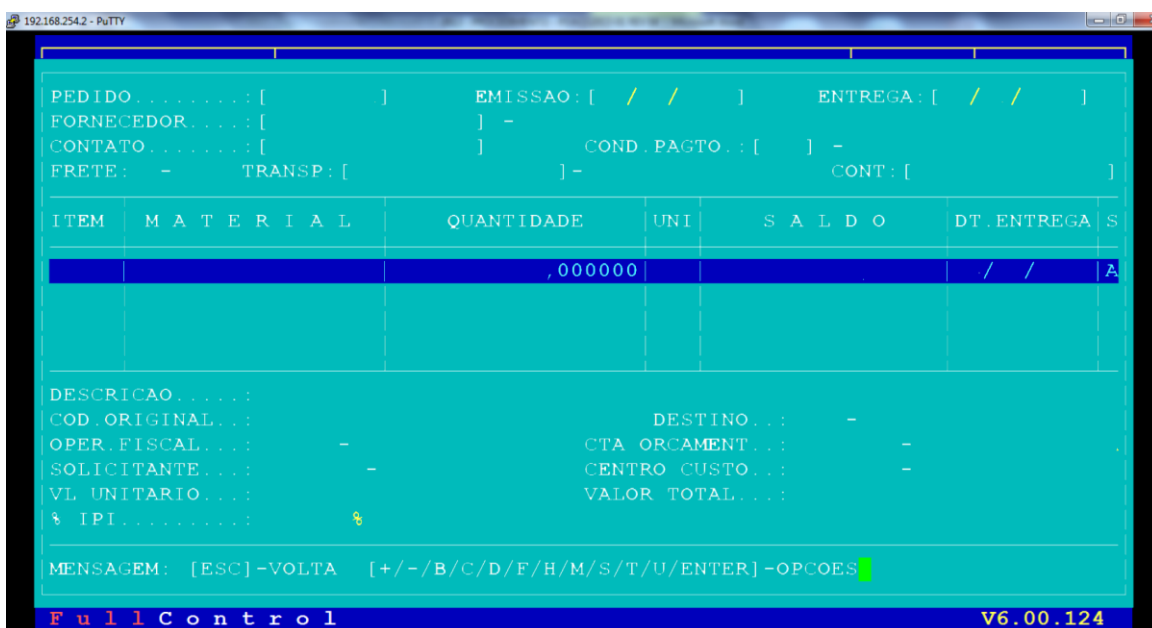 192.168.254.2 - PuTTY
PEDIDO........:[ .] EMISSAO:[ / / ] ENTREGA:[ / / ]
FORNECEDOR....:[ ] -
CONTATO.......:[ ] COND.PAGTO.:[ ] -
FRETE: - TRANSP:[ ]- CONT:[ ]
ITEM M A T E R I A L QUANTIDADE UNI S A L D O DT.ENTREGA S
,000000 / / A
DESCRICAO.....:
COD.ORIGINAL..: DESTINO..: -
OPER.FISCAL...: - CTA ORCAMENT..: -
SOLICITANTE...: - CENTRO CUSTO..: -
VL UNITARIO...: VALOR TOTAL...:
% IPI.........: %
MENSAGEM: [ESC]-VOLTA [+/-/B/C/D/F/H/M/S/T/U/ENTER]-OPCOES
FullControl V6.00.124